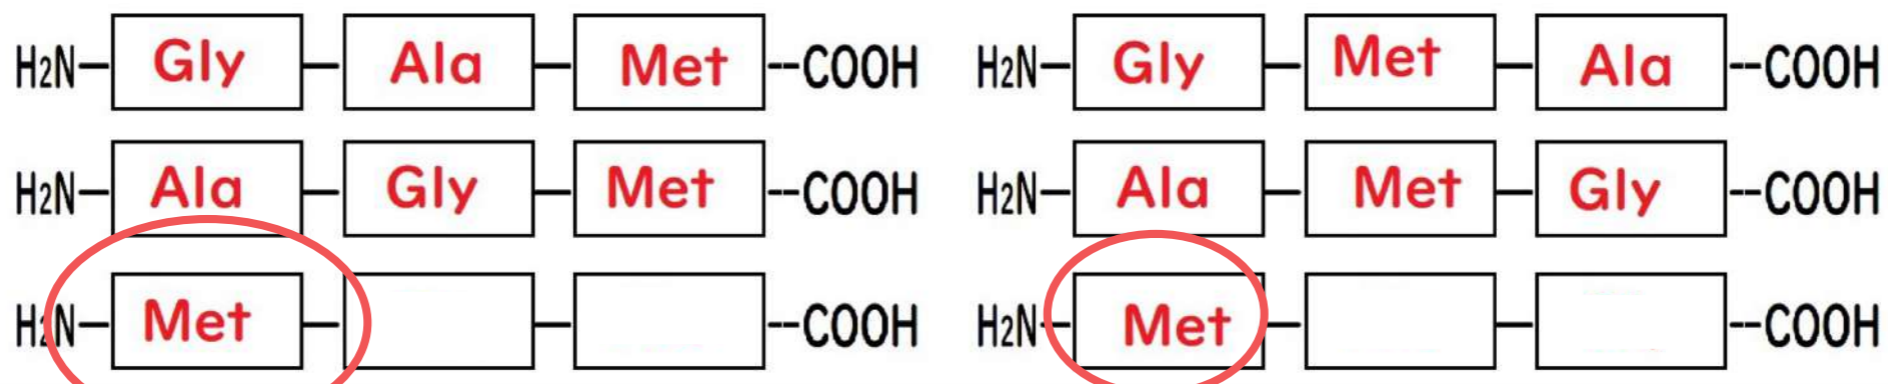 H2N Gly Ala Met COOH H2N Gly Met Ala COOH
H2N Ala Gly Met COOH H2N Ala Met Gly COOH
H2N Met COOH H2N Met COOH